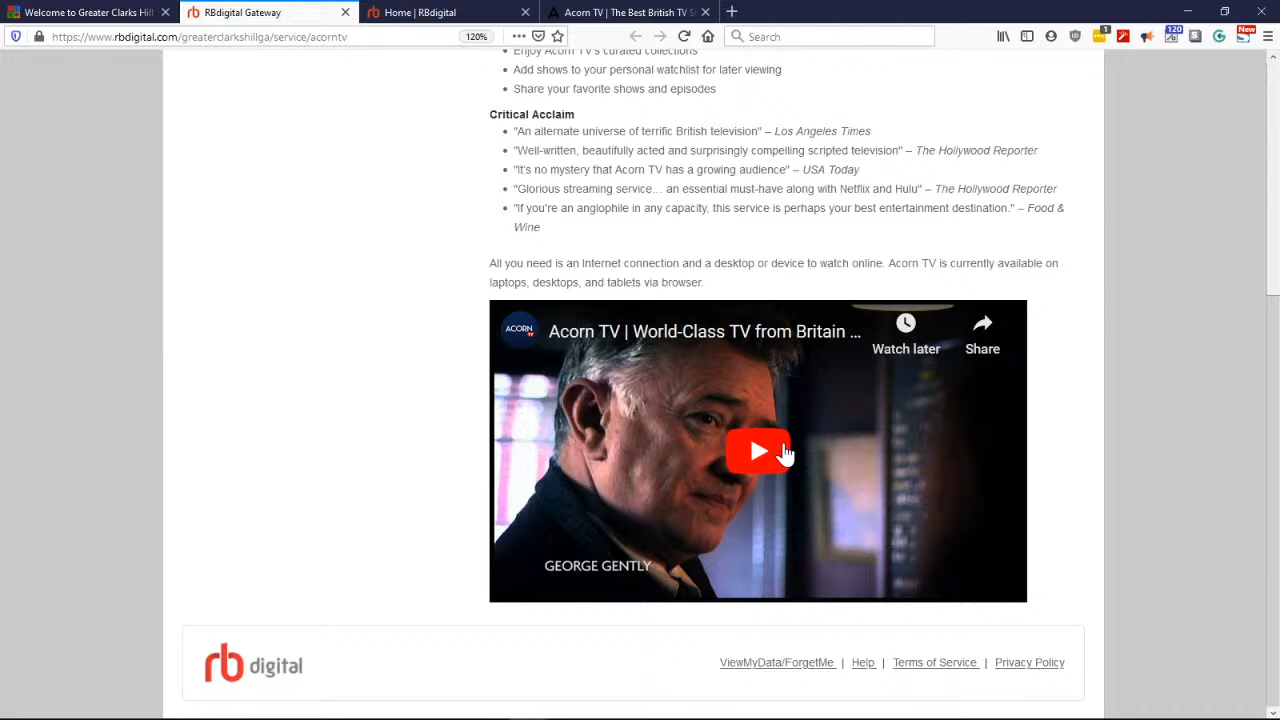 Welcome to Greater Clarks Hill
RBdigital Gateway
Home | RBdigital
Acorn TV | The Best British TV S
https://www.rbdigital.com/greaterclarkshillga/service/acorntv
120%
Search
120
New
Enjoy Acorn TV's curated collections
Add shows to your personal watchlist for later viewing
Share your favorite shows and episodes
Critical Acclaim
"An alternate universe of terrific British television" – Los Angeles Times
"Well-written, beautifully acted and surprisingly compelling scripted television" – The Hollywood Reporter
"It's no mystery that Acorn TV has a growing audience" – USA Today
"Glorious streaming service… an essential must-have along with Netflix and Hulu" – The Hollywood Reporter
"If you're an anglophile in any capacity, this service is perhaps your best entertainment destination." – Food &
Wine
All you need is an Internet connection and a desktop or device to watch online. Acorn TV is currently available on
laptops, desktops, and tablets via browser.
ACORN TV
Acorn TV | World-Class TV from Britain ...
Watch later
Share
GEORGE GENTLY
rb digital
ViewMyData/ForgetMe | Help | Terms of Service | Privacy Policy